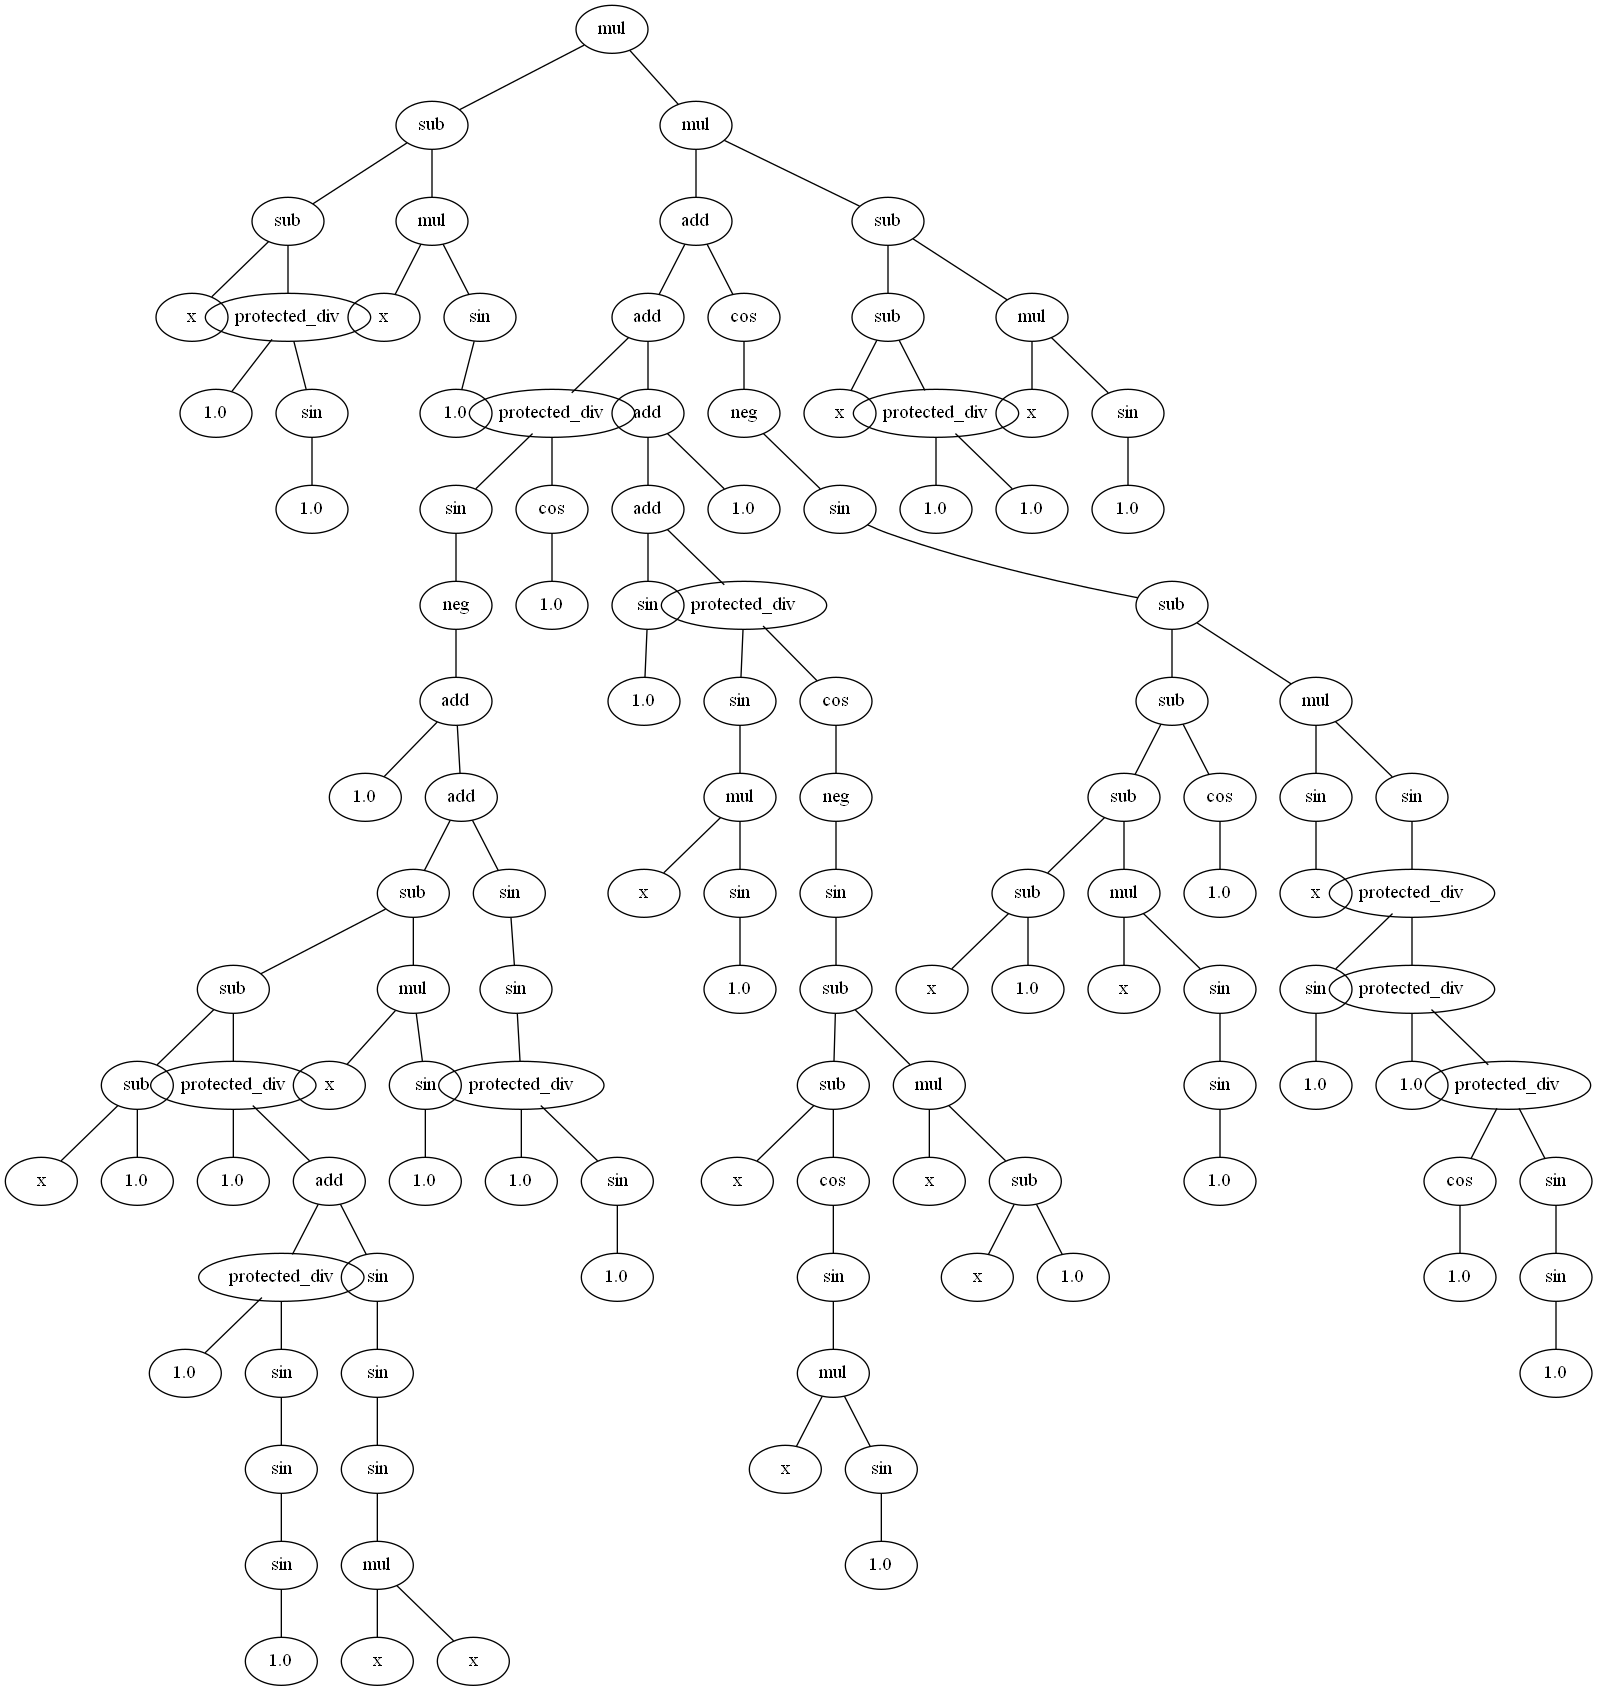 mul
sub mul
sub mul add sub
x protected_div x sin add cos sub mul
1.0 sin 1.0 protected_div add neg x protected_div x sin
1.0 sin cos add 1.0 sin 1.0 1.0 1.0
neg 1.0 sin protected_div sub
add 1.0 sin cos sub mul
1.0 add mul neg sub cos sin sin
sub sin x sin sin sub mul 1.0 x protected_div
sub mul sin 1.0 sub x 1.0 x sin sin protected_div
sub protected_div x sin protected_div sub mul sin 1.0 1.0 protected_div
x 1.0 1.0 add 1.0 1.0 sin x cos x sub 1.0 cos sin
protected_div sin 1.0 sin x 1.0 1.0 sin
1.0 sin sin mul 1.0
sin sin x sin
sin mul 1.0
1.0 x x